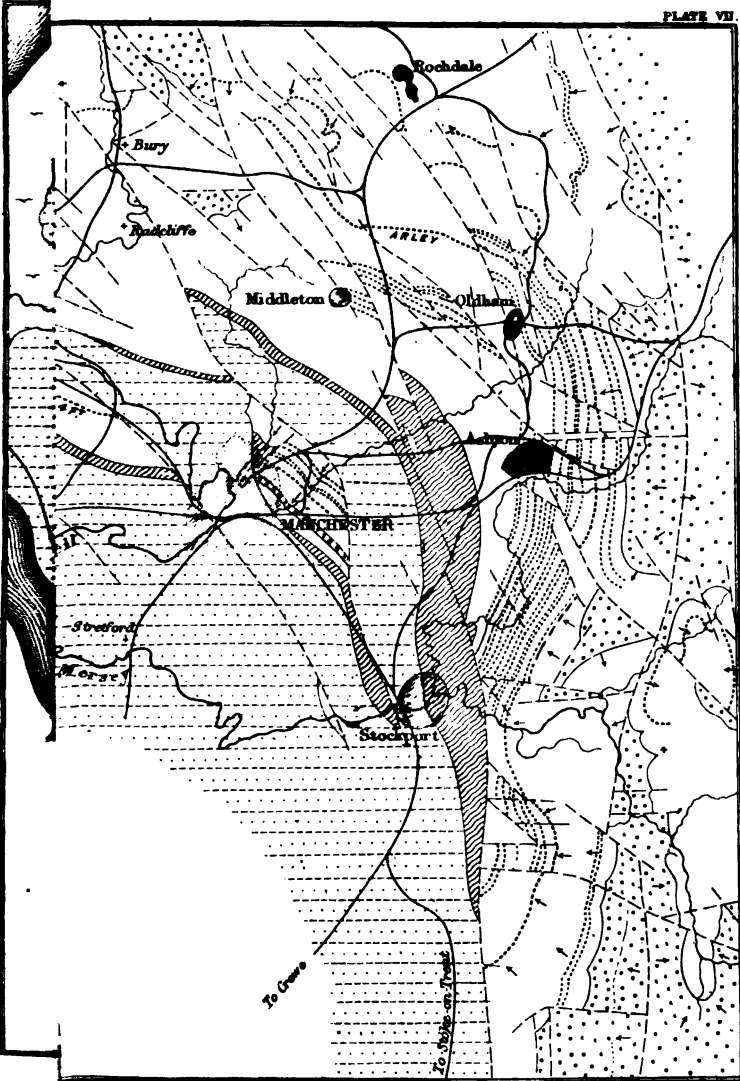 PLATE VII.
Rochdale
Bury
Radcliffe
ARLEY
Middleton
Oldham
Ashton
MANCHESTER
Stretford
Mersey
Stockport
To Crewe
To Stoke-on-Trent